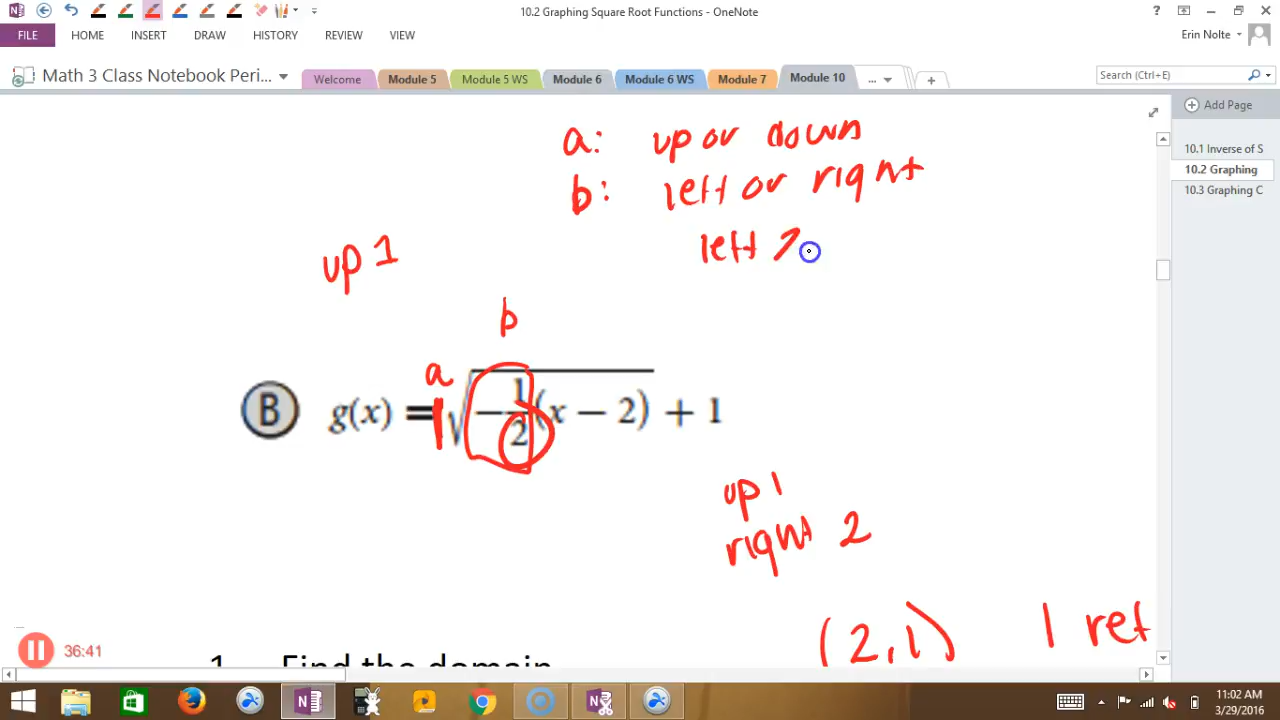 10.2 Graphing Square Root Functions - OneNote
FILE HOME INSERT DRAW HISTORY REVIEW VIEW
Erin Nolte
Math 3 Class Notebook Peri...
Welcome Module 5 Module 5 WS Module 6 Module 6 WS Module 7 Module 10 ...
Search (Ctrl+E)
Add Page
10.1 Inverse of S
10.2 Graphing
10.3 Graphing C
a: up or down
b: left or right
left 2
up 1
b
a
B g(x) = 1√(-1/2(x - 2)) + 1
up 1
right 2
(2,1) 1 ref
36:41
1. Find the domain
11:02 AM
3/29/2016